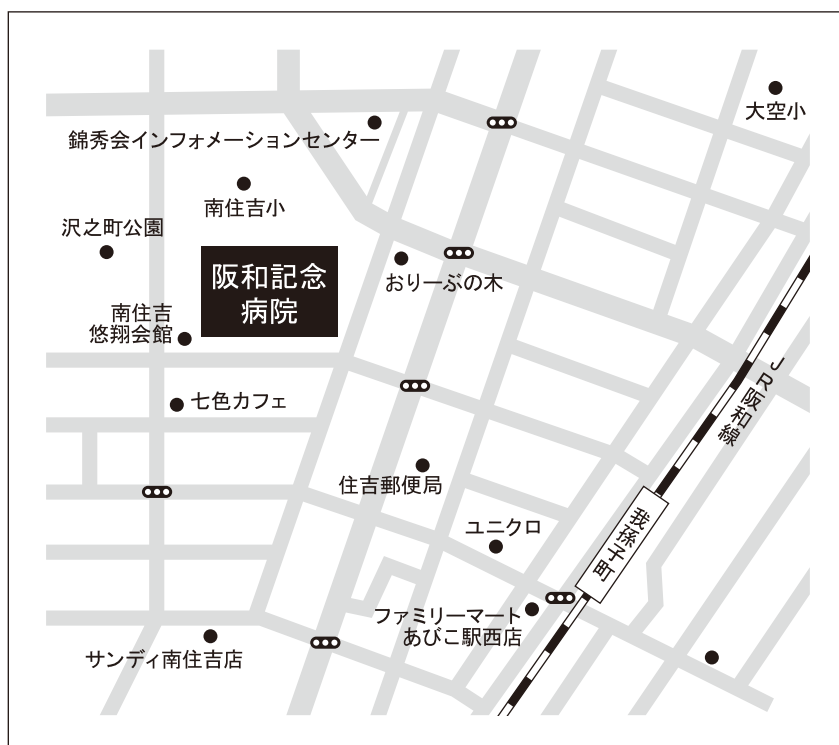 大空小
錦秀会インフォメーションセンター
南住吉小
沢之町公園
阪和記念
病院
おりーぶの木
南住吉
悠翔会館
JR阪和線
七色カフェ
住吉郵便局
ユニクロ
我孫子町
ファミリーマート
あびこ駅西店
サンディ南住吉店